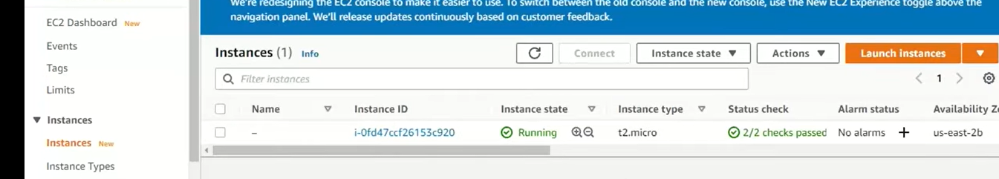 We're redesigning the EC2 console to make it easier to use. To switch between the old console and the new console, use the New EC2 Experience toggle above the
navigation panel. We'll release updates continuously based on customer feedback.
EC2 Dashboard New
Events
Tags
Limits
Instances
Instances New
Instance Types
Instances (1) Info
Connect
Instance state
Actions
Launch instances
Filter instances
1
Name Instance ID Instance state Instance type Status check Alarm status Availability Z
– i-0fd47ccf26153c920 Running t2.micro 2/2 checks passed No alarms + us-east-2b